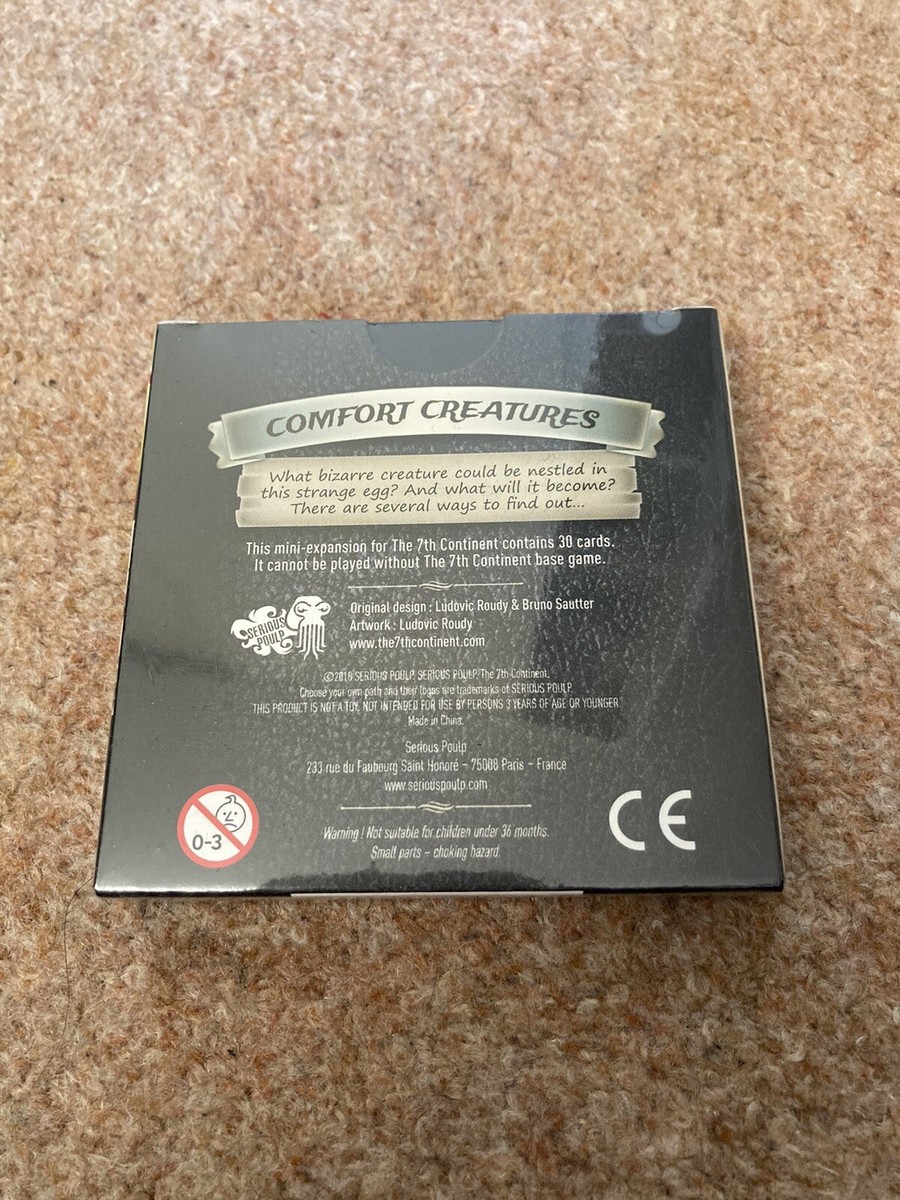 COMFORT CREATURES
What bizarre creature could be nestled in
this strange egg? And what will it become?
There are several ways to find out...
This mini-expansion for The 7th Continent contains 30 cards.
It cannot be played without The 7th Continent base game.
SERIOUS
POULP
Original design : Ludovic Roudy & Bruno Sautter
Artwork : Ludovic Roudy
www.the7thcontinent.com
©2018 SERIOUS POULP. SERIOUS POULP, The 7th Continent,
Choose your own path and their logos are trademarks of SERIOUS POULP.
THIS PRODUCT IS NOT A TOY. NOT INTENDED FOR USE BY PERSONS 3 YEARS OF AGE OR YOUNGER.
Made in China.
Serious Poulp
233 rue du Faubourg Saint Honoré – 75008 Paris – France
www.seriouspoulp.com
0-3
CE
Warning ! Not suitable for children under 36 months.
Small parts – choking hazard.